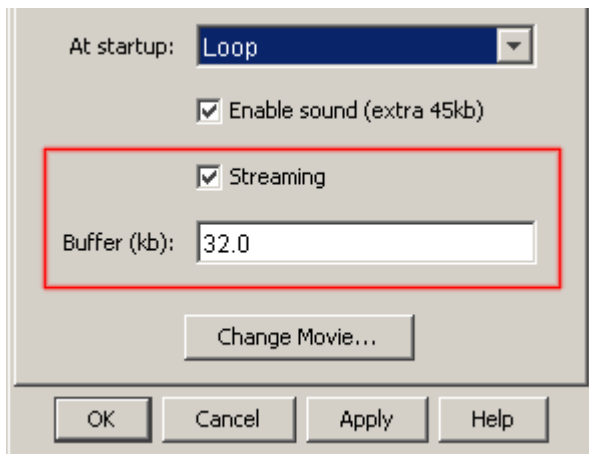 At startup: Loop
Enable sound (extra 45kb)
Streaming
Buffer (kb): 32.0
Change Movie...
OK Cancel Apply Help